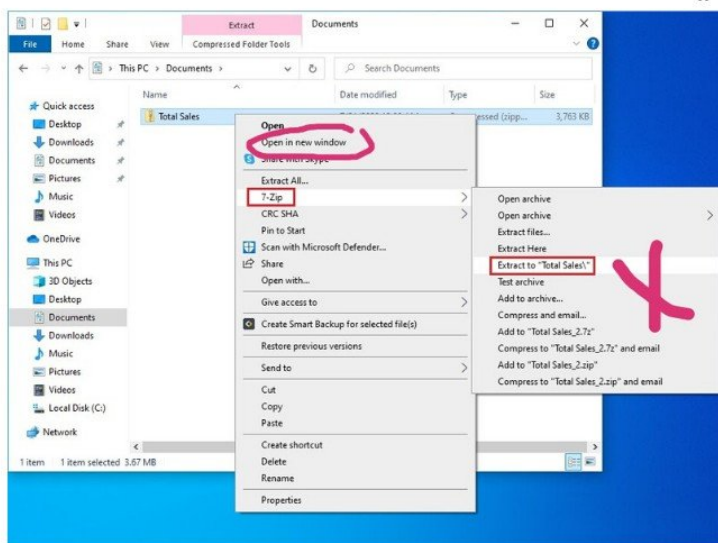 Extract
Documents
File
Home
Share
View
Compressed Folder Tools
This PC > Documents >
Search Documents
Name
Date modified
Type
Size
Quick access
Desktop
Downloads
Documents
Pictures
Music
Videos
OneDrive
This PC
3D Objects
Desktop
Documents
Downloads
Music
Pictures
Videos
Local Disk (C:)
Network
Total Sales
(zipp...
3,763 KB
Open
Open in new window
Share with Skype
Extract All...
7-Zip
CRC SHA
Pin to Start
Scan with Microsoft Defender...
Share
Open with...
Give access to
Create Smart Backup for selected file(s)
Restore previous versions
Send to
Cut
Copy
Paste
Create shortcut
Delete
Rename
Properties
Open archive
Open archive
Extract files...
Extract Here
Extract to "Total Sales\"
Test archive
Add to archive...
Compress and email...
Add to "Total Sales_2.7z"
Compress to "Total Sales_2.7z" and email
Add to "Total Sales_2.zip"
Compress to "Total Sales_2.zip" and email
1 item
1 item selected 3.67 MB